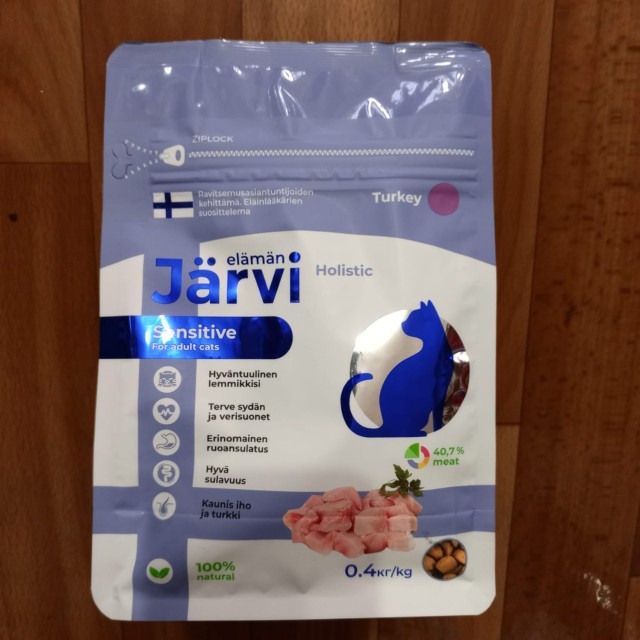 ZIPLOCK
Ravitsemusasiantuntijoiden
kehittämä. Eläinlääkärien
suosittelema
Turkey
elämän
Järvi
Holistic
Sensitive
For adult cats
Hyväntuulinen
lemmikkisi
Terve sydän
ja verisuonet
Erinomainen
ruoansulatus
Hyvä
sulavuus
40,7%
meat
Kaunis iho
ja turkki
100%
natural
0.4кг/kg